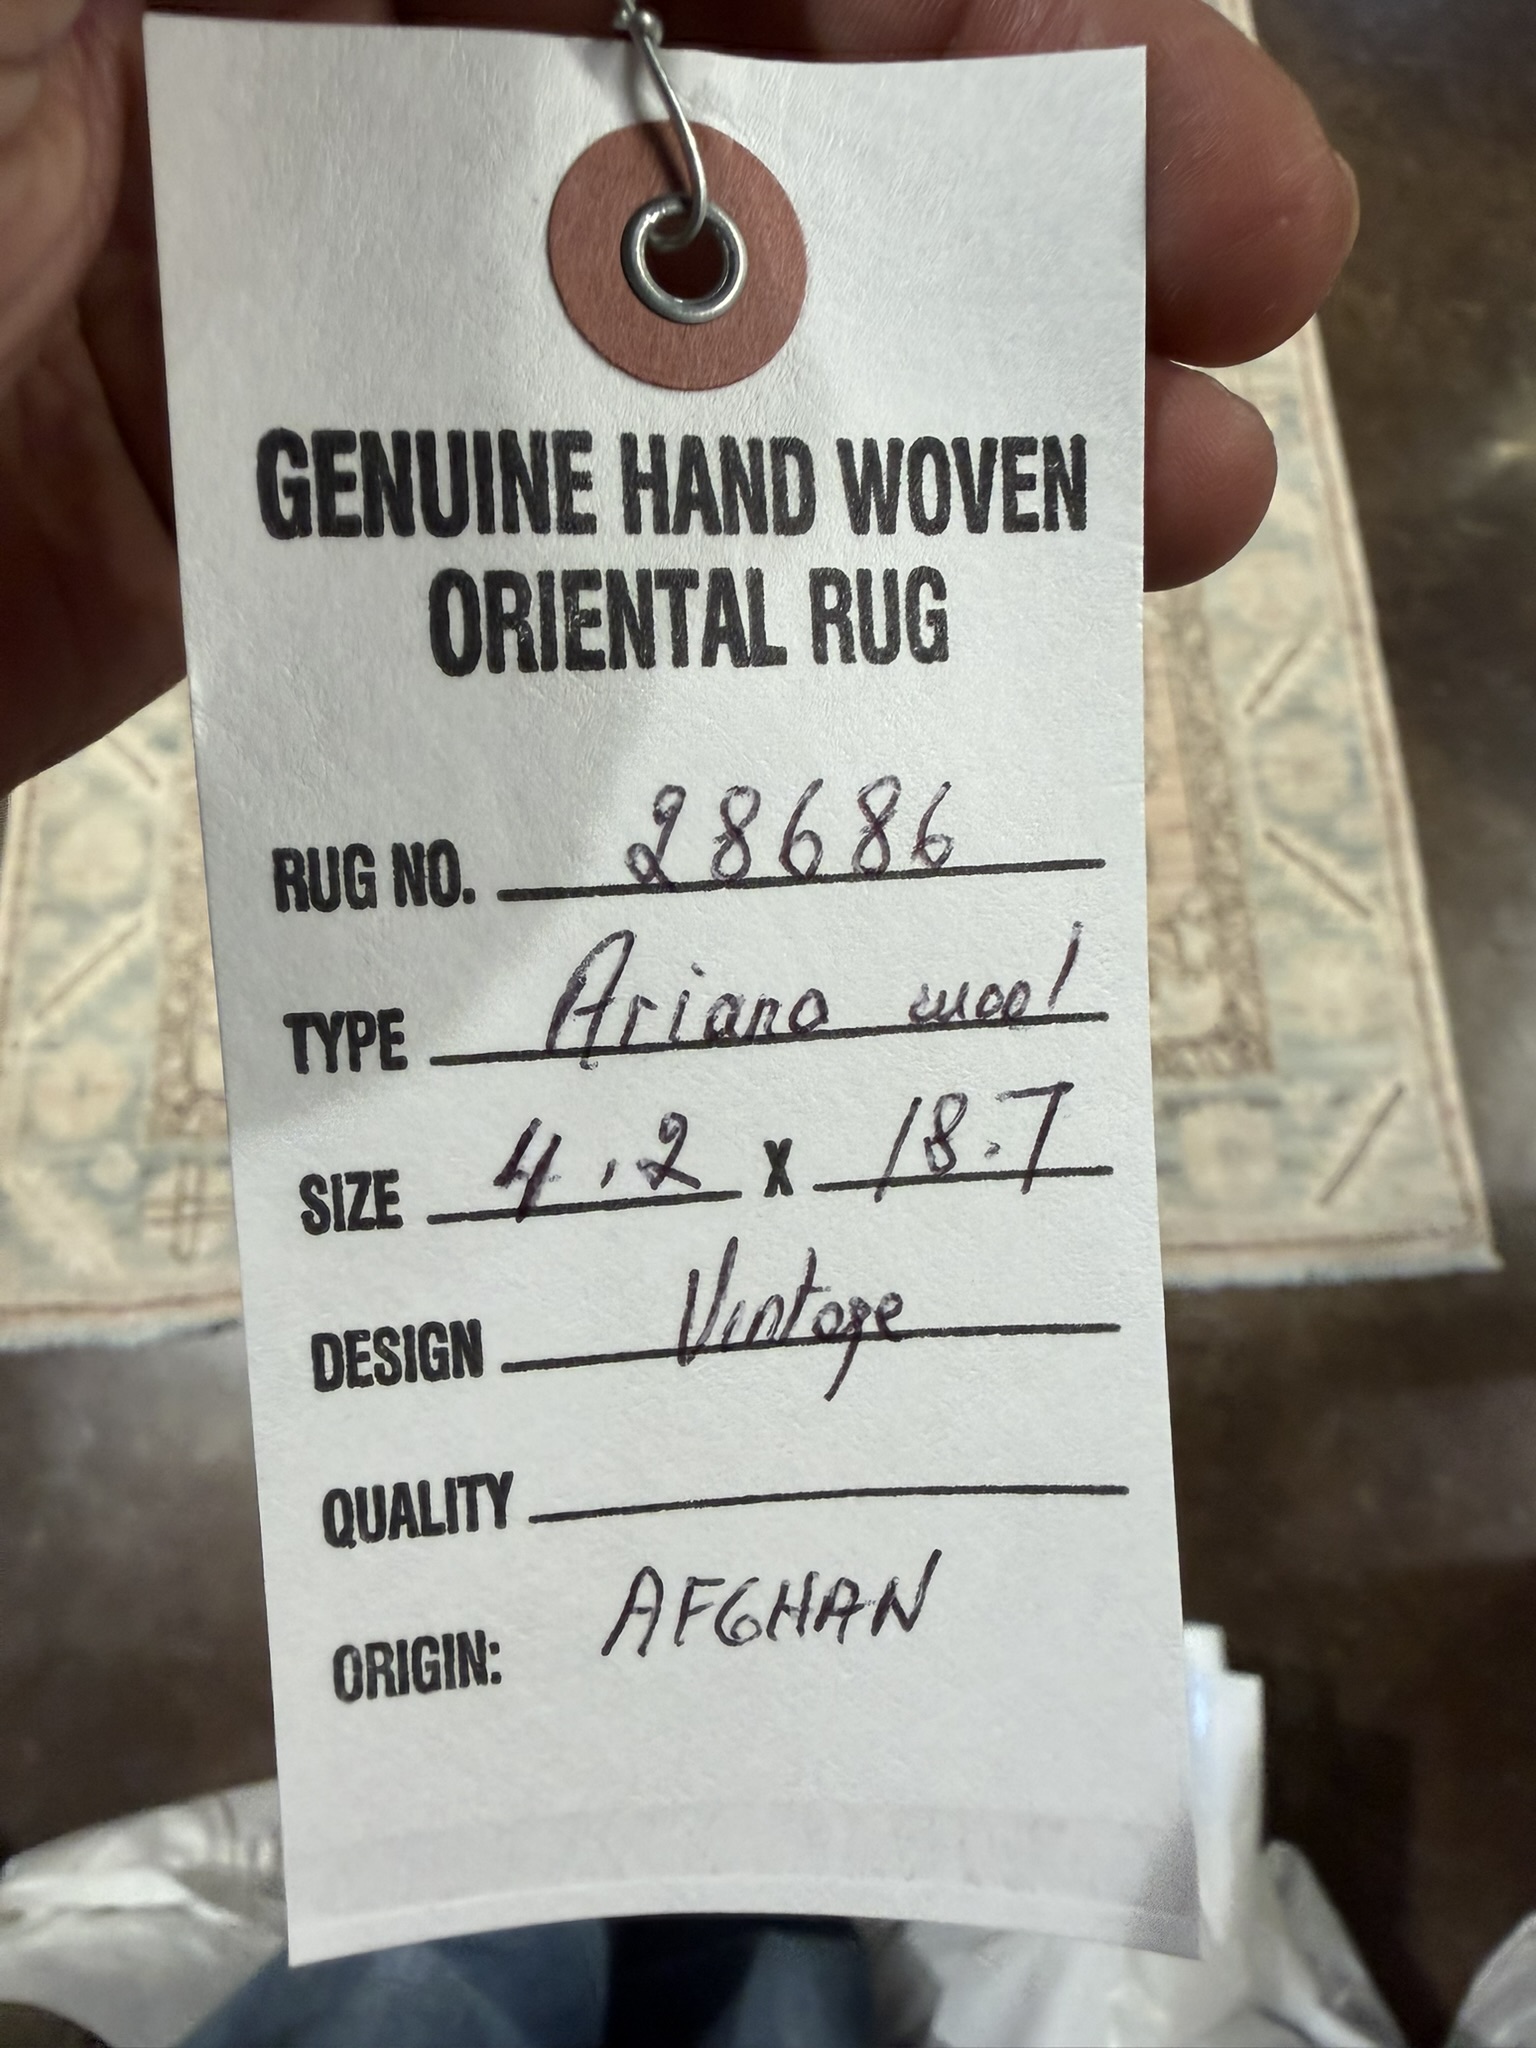 GENUINE HAND WOVEN
ORIENTAL RUG
RUG NO. 28686
TYPE Ariana wool
SIZE 4.2 X 18.7
DESIGN Vintage
QUALITY
ORIGIN: AFGHAN